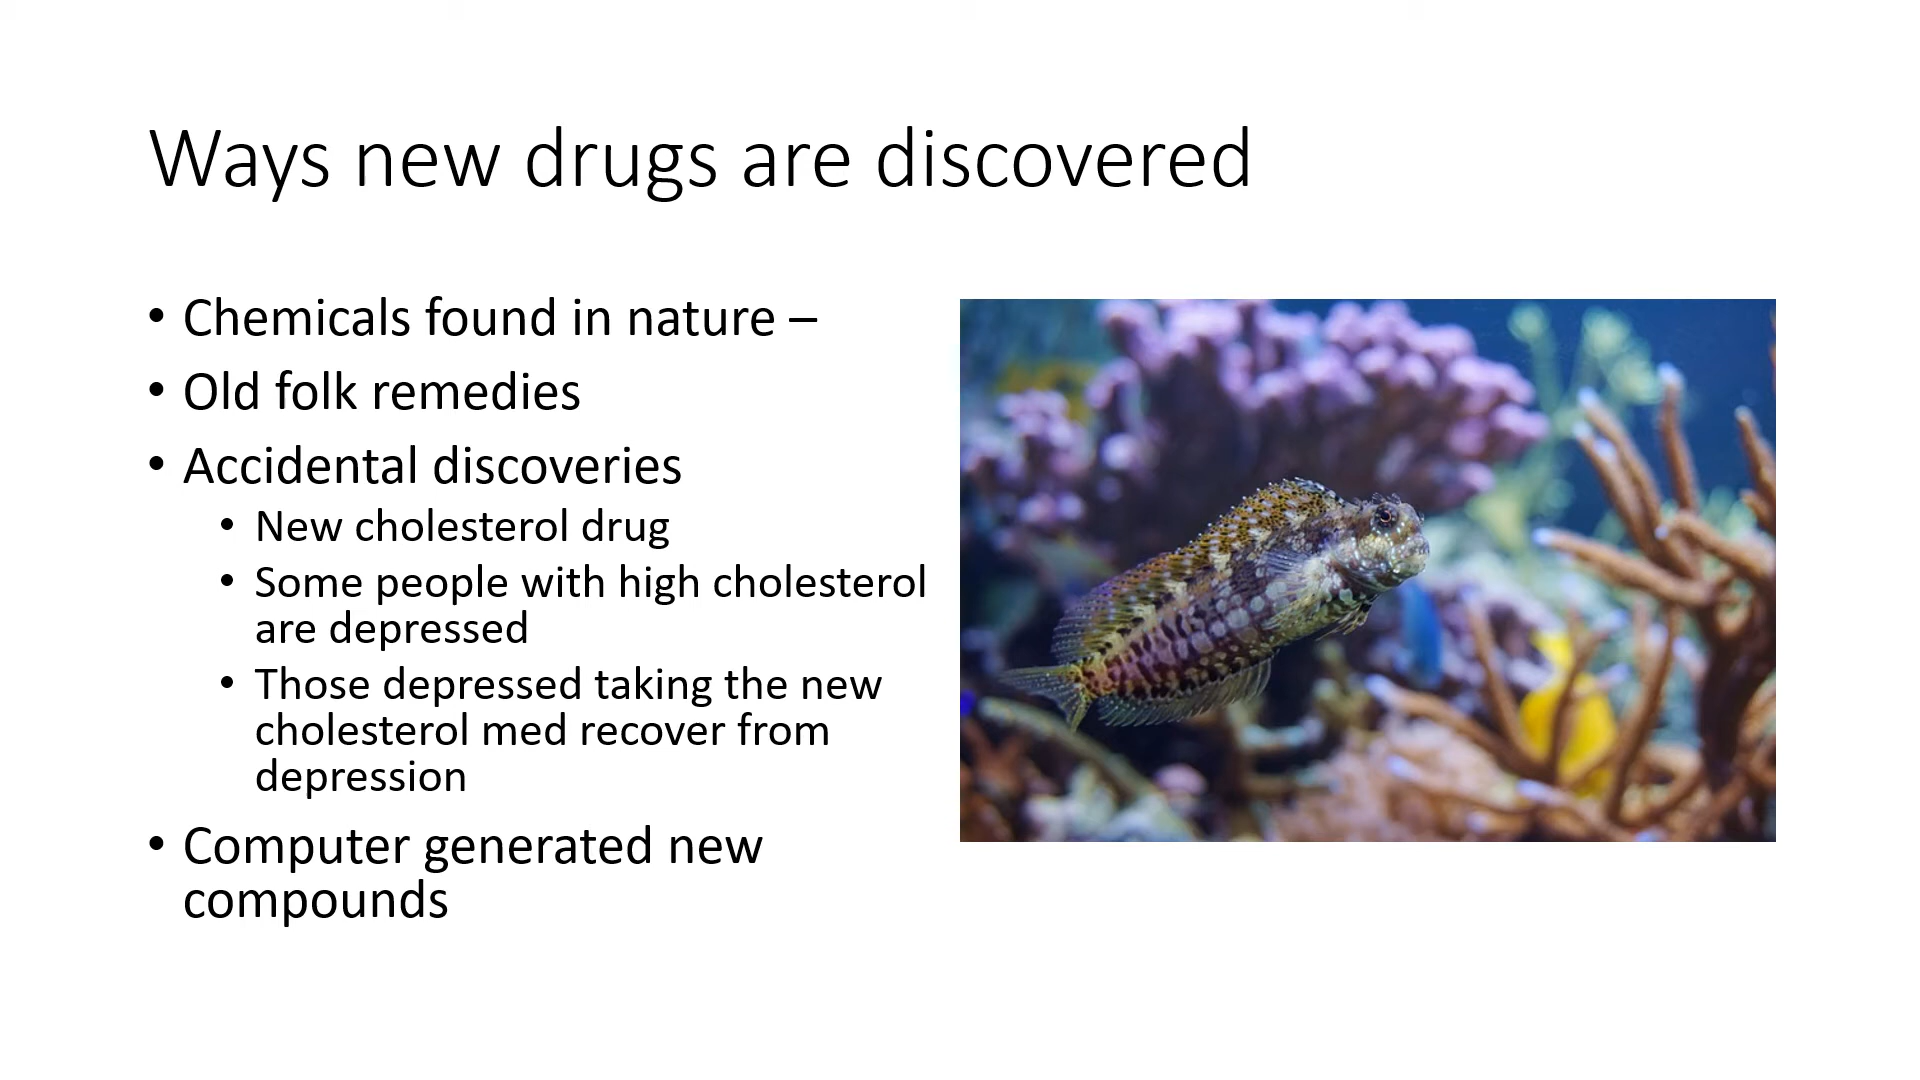 Ways new drugs are discovered
• Chemicals found in nature –
• Old folk remedies
• Accidental discoveries
• New cholesterol drug
• Some people with high cholesterol
are depressed
• Those depressed taking the new
cholesterol med recover from
depression
• Computer generated new
compounds